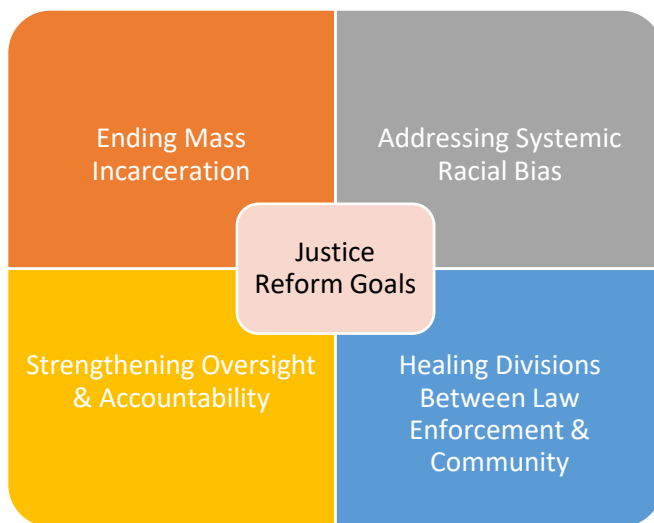 Ending Mass
Incarceration
Addressing Systemic
Racial Bias
Justice
Reform Goals
Strengthening Oversight
& Accountability
Healing Divisions
Between Law
Enforcement &
Community